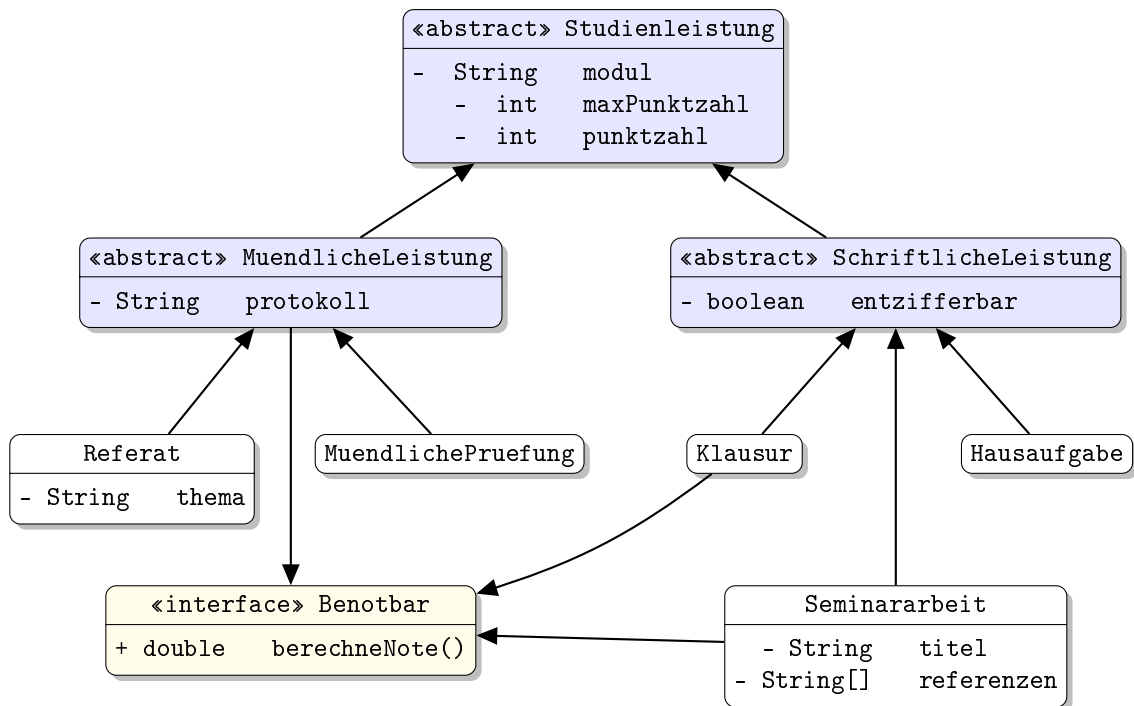 «abstract» Studienleistung
- String modul
- int maxPunktzahl
- int punktzahl
«abstract» MuendlicheLeistung
- String protokoll
«abstract» SchriftlicheLeistung
- boolean entzifferbar
Referat
- String thema
MuendlichePruefung
Klausur
Hausaufgabe
«interface» Benotbar
+ double berechneNote()
Seminararbeit
- String titel
- String[] referenzen